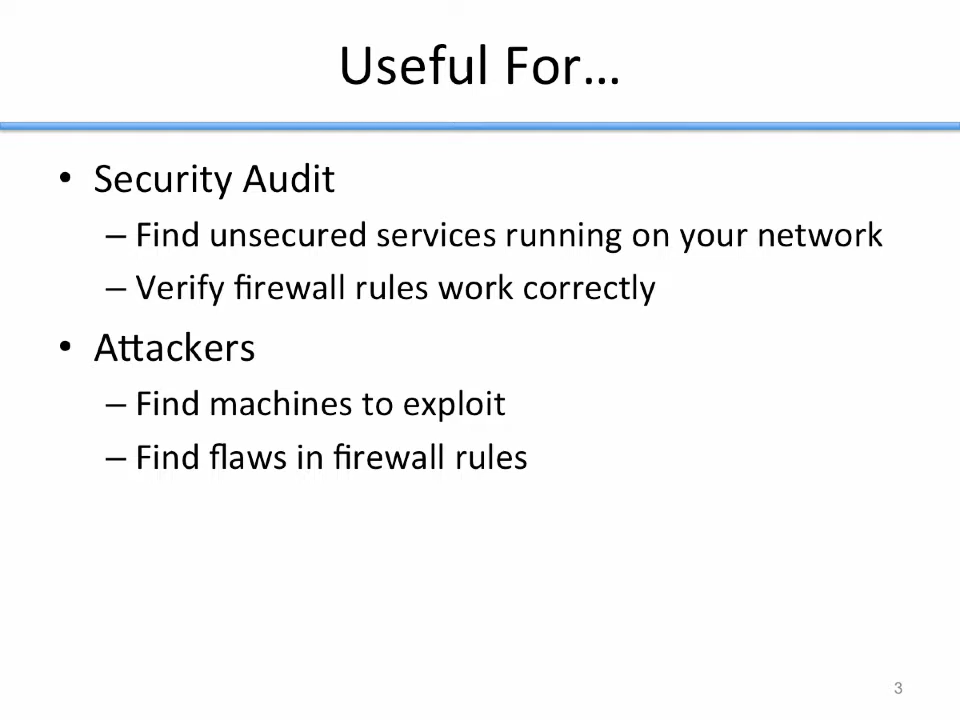 Useful For…
• Security Audit
– Find unsecured services running on your network
– Verify firewall rules work correctly
• Attackers
– Find machines to exploit
– Find flaws in firewall rules
3